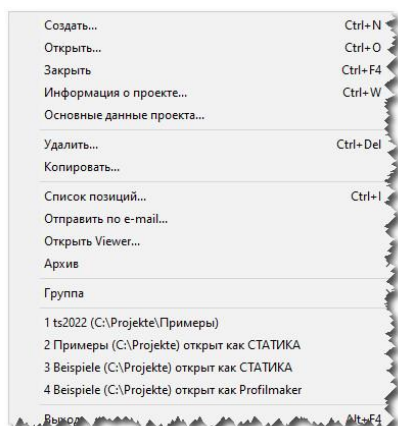 Создать... Ctrl+N
Открыть... Ctrl+O
Закрыть Ctrl+F4
Информация о проекте... Ctrl+W
Основные данные проекта...
Удалить... Ctrl+Del
Копировать...
Список позиций... Ctrl+I
Отправить по e-mail...
Открыть Viewer...
Архив
Группа
1 ts2022 (C:\Projekte\Примеры)
2 Примеры (C:\Projekte) открыт как СТАТИКА
3 Beispiele (C:\Projekte) открыт как СТАТИКА
4 Beispiele (C:\Projekte) открыт как Profilmaker
Выход Alt+F4